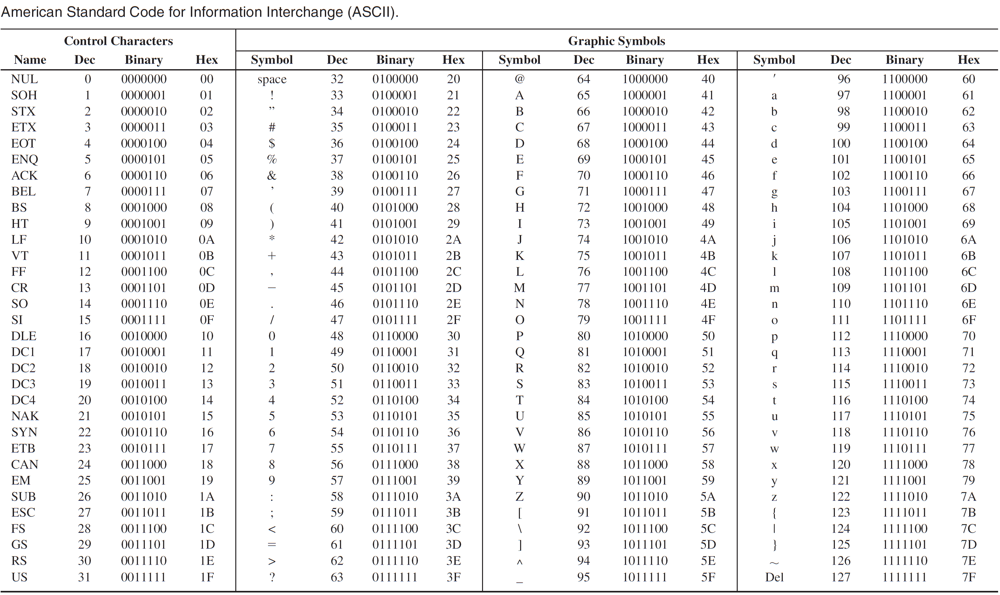 American Standard Code for Information Interchange (ASCII).
Control Characters Graphic Symbols
Name Dec Binary Hex Symbol Dec Binary Hex Symbol Dec Binary Hex Symbol Dec Binary Hex
NUL 0 0000000 00 space 32 0100000 20 @ 64 1000000 40 ′ 96 1100000 60
SOH 1 0000001 01 ! 33 0100001 21 A 65 1000001 41 a 97 1100001 61
STX 2 0000010 02 ” 34 0100010 22 B 66 1000010 42 b 98 1100010 62
ETX 3 0000011 03 # 35 0100011 23 C 67 1000011 43 c 99 1100011 63
EOT 4 0000100 04 $ 36 0100100 24 D 68 1000100 44 d 100 1100100 64
ENQ 5 0000101 05 % 37 0100101 25 E 69 1000101 45 e 101 1100101 65
ACK 6 0000110 06 & 38 0100110 26 F 70 1000110 46 f 102 1100110 66
BEL 7 0000111 07 ’ 39 0100111 27 G 71 1000111 47 g 103 1100111 67
BS 8 0001000 08 ( 40 0101000 28 H 72 1001000 48 h 104 1101000 68
HT 9 0001001 09 ) 41 0101001 29 I 73 1001001 49 i 105 1101001 69
LF 10 0001010 0A * 42 0101010 2A J 74 1001010 4A j 106 1101010 6A
VT 11 0001011 0B + 43 0101011 2B K 75 1001011 4B k 107 1101011 6B
FF 12 0001100 0C , 44 0101100 2C L 76 1001100 4C l 108 1101100 6C
CR 13 0001101 0D − 45 0101101 2D M 77 1001101 4D m 109 1101101 6D
SO 14 0001110 0E . 46 0101110 2E N 78 1001110 4E n 110 1101110 6E
SI 15 0001111 0F / 47 0101111 2F O 79 1001111 4F o 111 1101111 6F
DLE 16 0010000 10 0 48 0110000 30 P 80 1010000 50 p 112 1110000 70
DC1 17 0010001 11 1 49 0110001 31 Q 81 1010001 51 q 113 1110001 71
DC2 18 0010010 12 2 50 0110010 32 R 82 1010010 52 r 114 1110010 72
DC3 19 0010011 13 3 51 0110011 33 S 83 1010011 53 s 115 1110011 73
DC4 20 0010100 14 4 52 0110100 34 T 84 1010100 54 t 116 1110100 74
NAK 21 0010101 15 5 53 0110101 35 U 85 1010101 55 u 117 1110101 75
SYN 22 0010110 16 6 54 0110110 36 V 86 1010110 56 v 118 1110110 76
ETB 23 0010111 17 7 55 0110111 37 W 87 1010111 57 w 119 1110111 77
CAN 24 0011000 18 8 56 0111000 38 X 88 1011000 58 x 120 1111000 78
EM 25 0011001 19 9 57 0111001 39 Y 89 1011001 59 y 121 1111001 79
SUB 26 0011010 1A : 58 0111010 3A Z 90 1011010 5A z 122 1111010 7A
ESC 27 0011011 1B ; 59 0111011 3B [ 91 1011011 5B { 123 1111011 7B
FS 28 0011100 1C < 60 0111100 3C \ 92 1011100 5C | 124 1111100 7C
GS 29 0011101 1D = 61 0111101 3D ] 93 1011101 5D } 125 1111101 7D
RS 30 0011110 1E > 62 0111110 3E ^ 94 1011110 5E ~ 126 1111110 7E
US 31 0011111 1F ? 63 0111111 3F _ 95 1011111 5F Del 127 1111111 7F